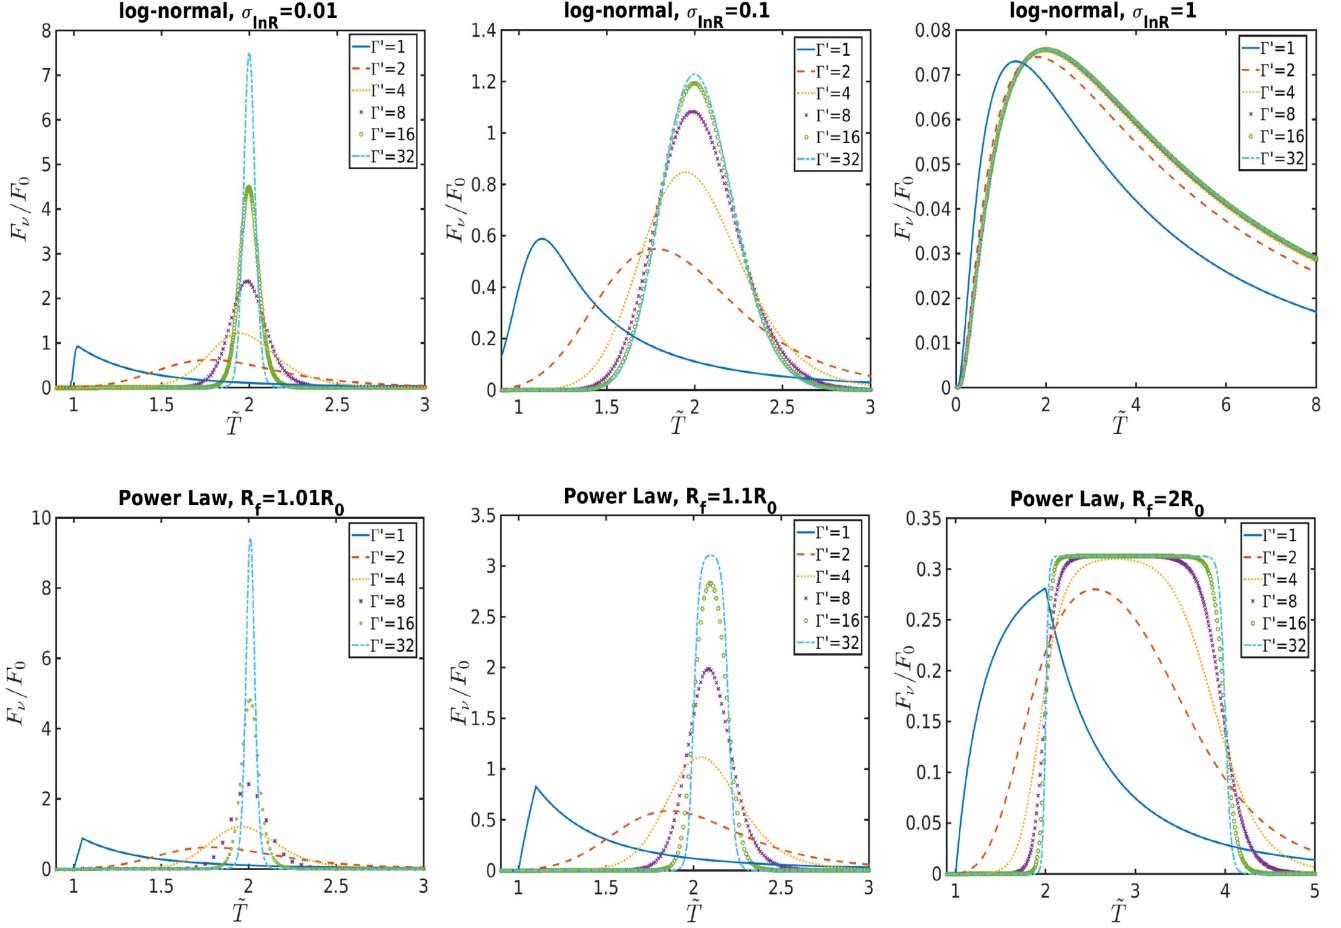 log-normal, σlnR=0.01
8
7
6
5
4
3
2
1
0
Fν/F0
1
1.5
2
2.5
3
T̃
Γ'=1
Γ'=2
Γ'=4
Γ'=8
Γ'=16
Γ'=32
log-normal, σlnR=0.1
1.4
1.2
1
0.8
0.6
0.4
0.2
0
Fν/F0
1
1.5
2
2.5
3
T̃
Γ'=1
Γ'=2
Γ'=4
Γ'=8
Γ'=16
Γ'=32
log-normal, σlnR=1
0.08
0.07
0.06
0.05
0.04
0.03
0.02
0.01
0
Fν/F0
0
2
4
6
8
T̃
Γ'=1
Γ'=2
Γ'=4
Γ'=8
Γ'=16
Γ'=32
Power Law, Rf=1.01R0
10
8
6
4
2
0
Fν/F0
1
1.5
2
2.5
3
T̃
Γ'=1
Γ'=2
Γ'=4
Γ'=8
Γ'=16
Γ'=32
Power Law, Rf=1.1R0
3.5
3
2.5
2
1.5
1
0.5
0
Fν/F0
1
1.5
2
2.5
3
T̃
Γ'=1
Γ'=2
Γ'=4
Γ'=8
Γ'=16
Γ'=32
Power Law, Rf=2R0
0.35
0.3
0.25
0.2
0.15
0.1
0.05
0
Fν/F0
1
2
3
4
5
T̃
Γ'=1
Γ'=2
Γ'=4
Γ'=8
Γ'=16
Γ'=32